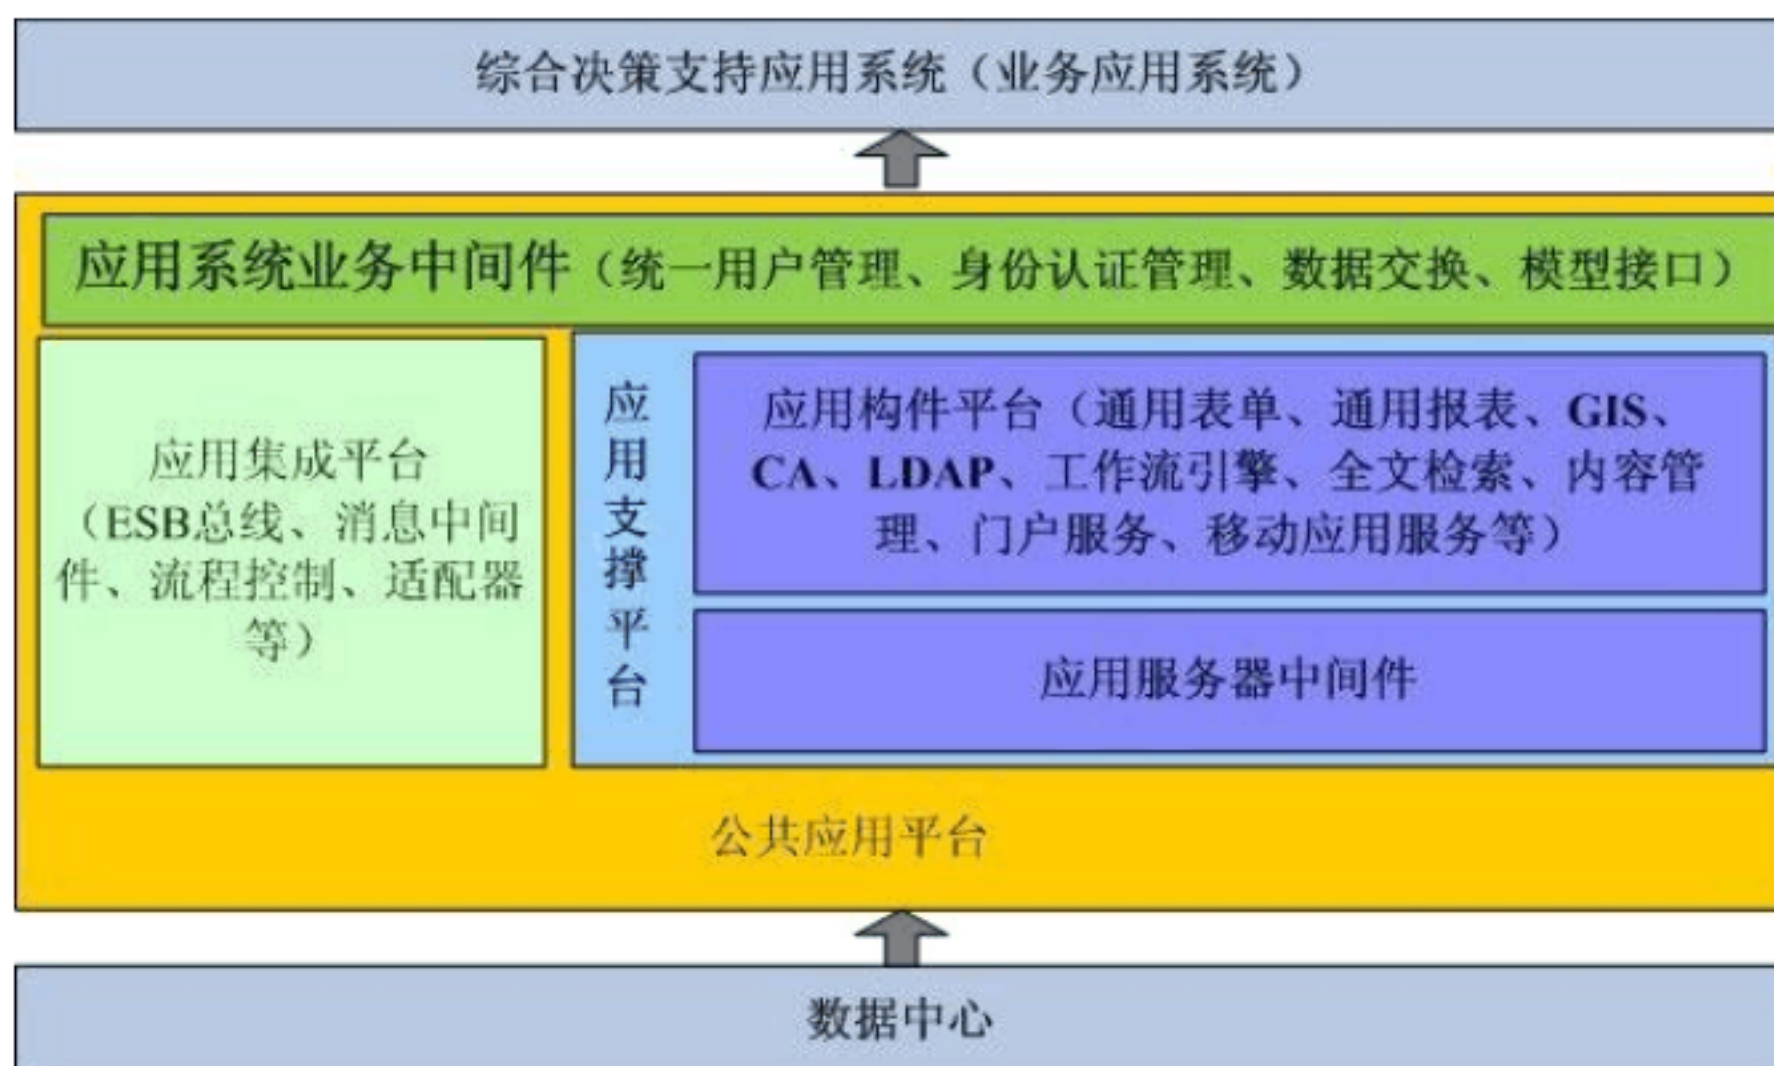 综合决策支持应用系统（业务应用系统）
应用系统业务中间件（统一用户管理、身份认证管理、数据交换、模型接口）
应用集成平台
（ESB总线、消息中间
件、流程控制、适配器
等）
应用支撑平台
应用构件平台（通用表单、通用报表、GIS、
CA、LDAP、工作流引擎、全文检索、内容管
理、门户服务、移动应用服务等）
应用服务器中间件
公共应用平台
数据中心